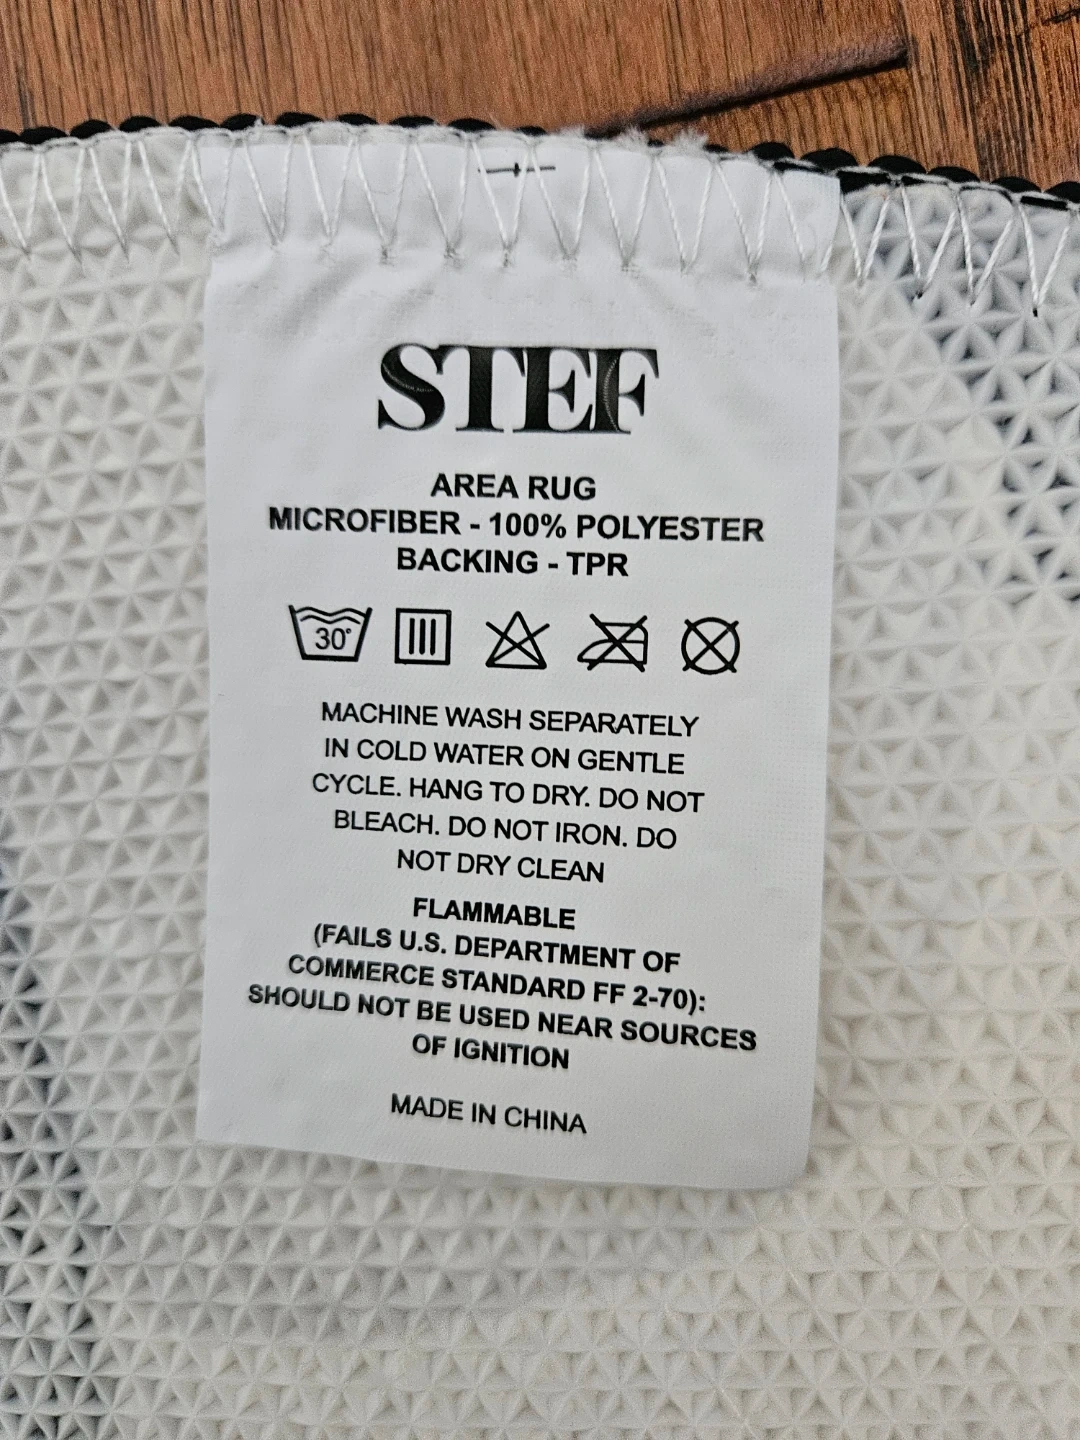 STEF
AREA RUG
MICROFIBER - 100% POLYESTER
BACKING - TPR
30°
MACHINE WASH SEPARATELY
IN COLD WATER ON GENTLE
CYCLE. HANG TO DRY. DO NOT
BLEACH. DO NOT IRON. DO
NOT DRY CLEAN
FLAMMABLE
(FAILS U.S. DEPARTMENT OF
COMMERCE STANDARD FF 2-70):
SHOULD NOT BE USED NEAR SOURCES
OF IGNITION
MADE IN CHINA